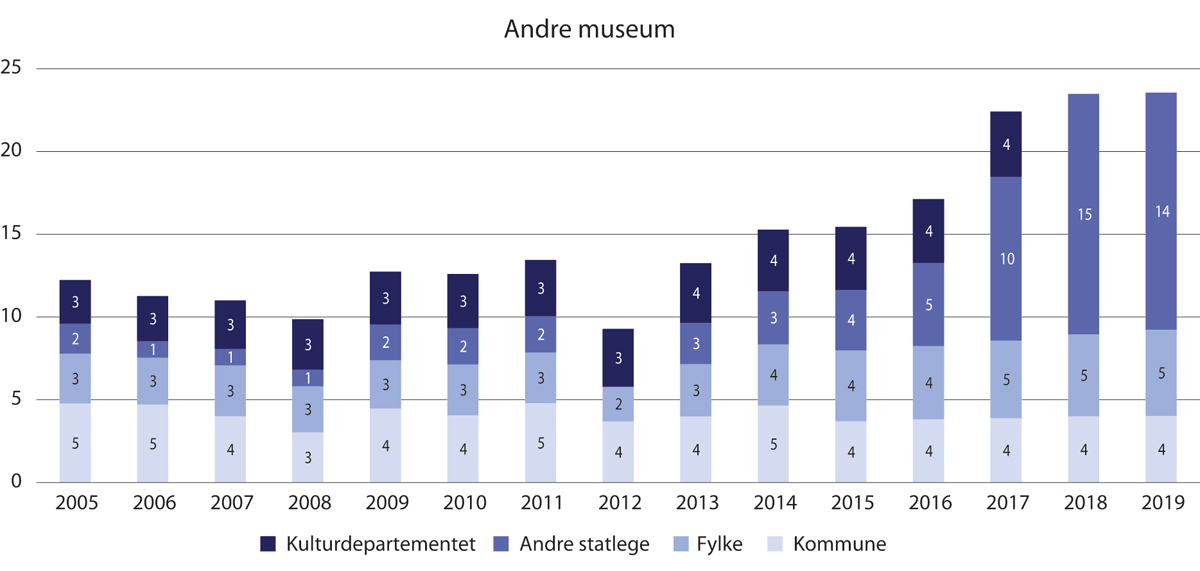 Andre museum
25
20
15
10
5
0
3 3 3 3 3 3 3 3 4 4 4 4 4
2 1 1 1 2 2 2 3 3 4 5 10 15 14
3 3 3 3 3 3 3 2 3 4 4 4 5 5 5
5 5 4 3 4 4 5 4 4 5 4 4 4 4 4
2005 2006 2007 2008 2009 2010 2011 2012 2013 2014 2015 2016 2017 2018 2019
Kulturdepartementet Andre statlege Fylke Kommune